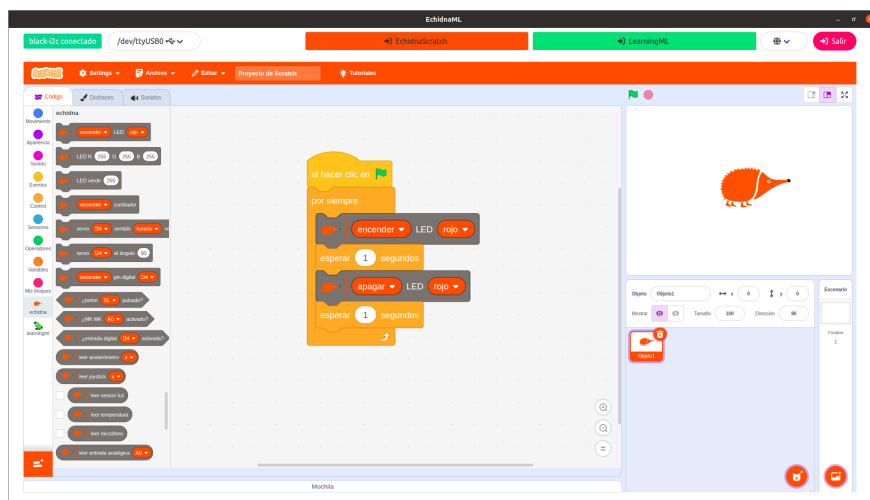 EchidnaML
black-i2c conectado
/dev/ttyUSB0
EchidnaScratch
LearningML
Salir
Settings
Archivo
Editar
Proyecto de Scratch
Tutoriales
Código
Disfraces
Sonidos
Movimiento
Apariencia
Sonido
Eventos
Control
Sensores
Operadores
Variables
Mis bloques
echidna
learningml
echidna
encender LED rojo
LED R 255 G 255 B 255
LED verde 255
encender zumbador
servo D4 sentido horario
servo D4 al ángulo 90
encender pin digital D4
¿botón SL pulsado?
¿MK MK A0 activado?
¿entrada digital D4 activada?
leer acelerómetro x
leer joystick x
leer sensor luz
leer temperatura
leer micrófono
leer entrada analógica A0
al hacer clic en
por siempre
encender LED rojo
esperar 1 segundos
apagar LED rojo
esperar 1 segundos
Mochila
Objeto Objeto1 x 0 y 0
Mostrar Tamaño 100 Dirección 90
Objeto1
Escenario
Fondos
1